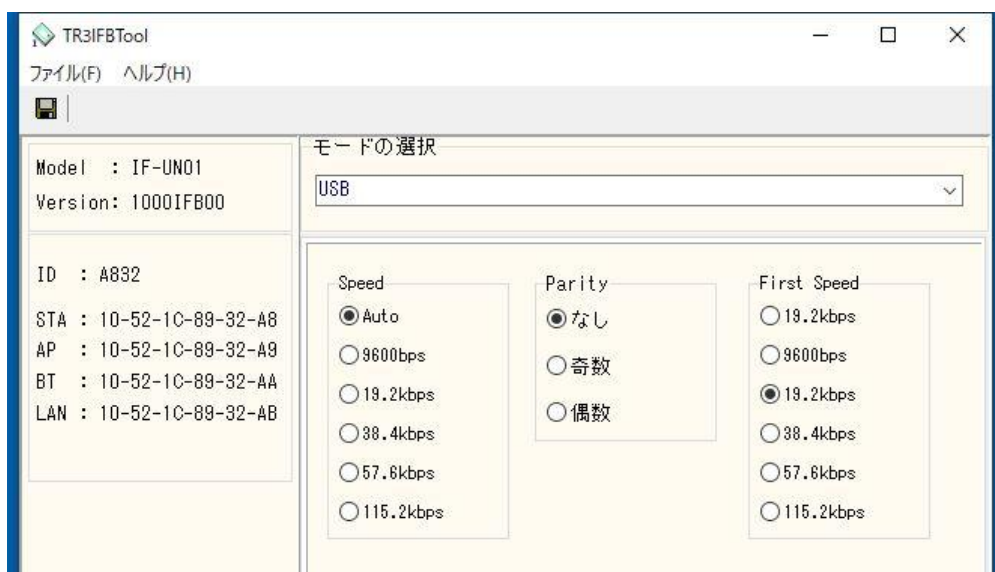 TR3IFBTool
ファイル(F) ヘルプ(H)
Model : IF-UN01
Version: 1000IFB00
ID : A832
STA : 10-52-1C-89-32-A8
AP : 10-52-1C-89-32-A9
BT : 10-52-1C-89-32-AA
LAN : 10-52-1C-89-32-AB
モードの選択
USB
Speed
Auto
9600bps
19.2kbps
38.4kbps
57.6kbps
115.2kbps
Parity
なし
奇数
偶数
First Speed
19.2kbps
9600bps
19.2kbps
38.4kbps
57.6kbps
115.2kbps